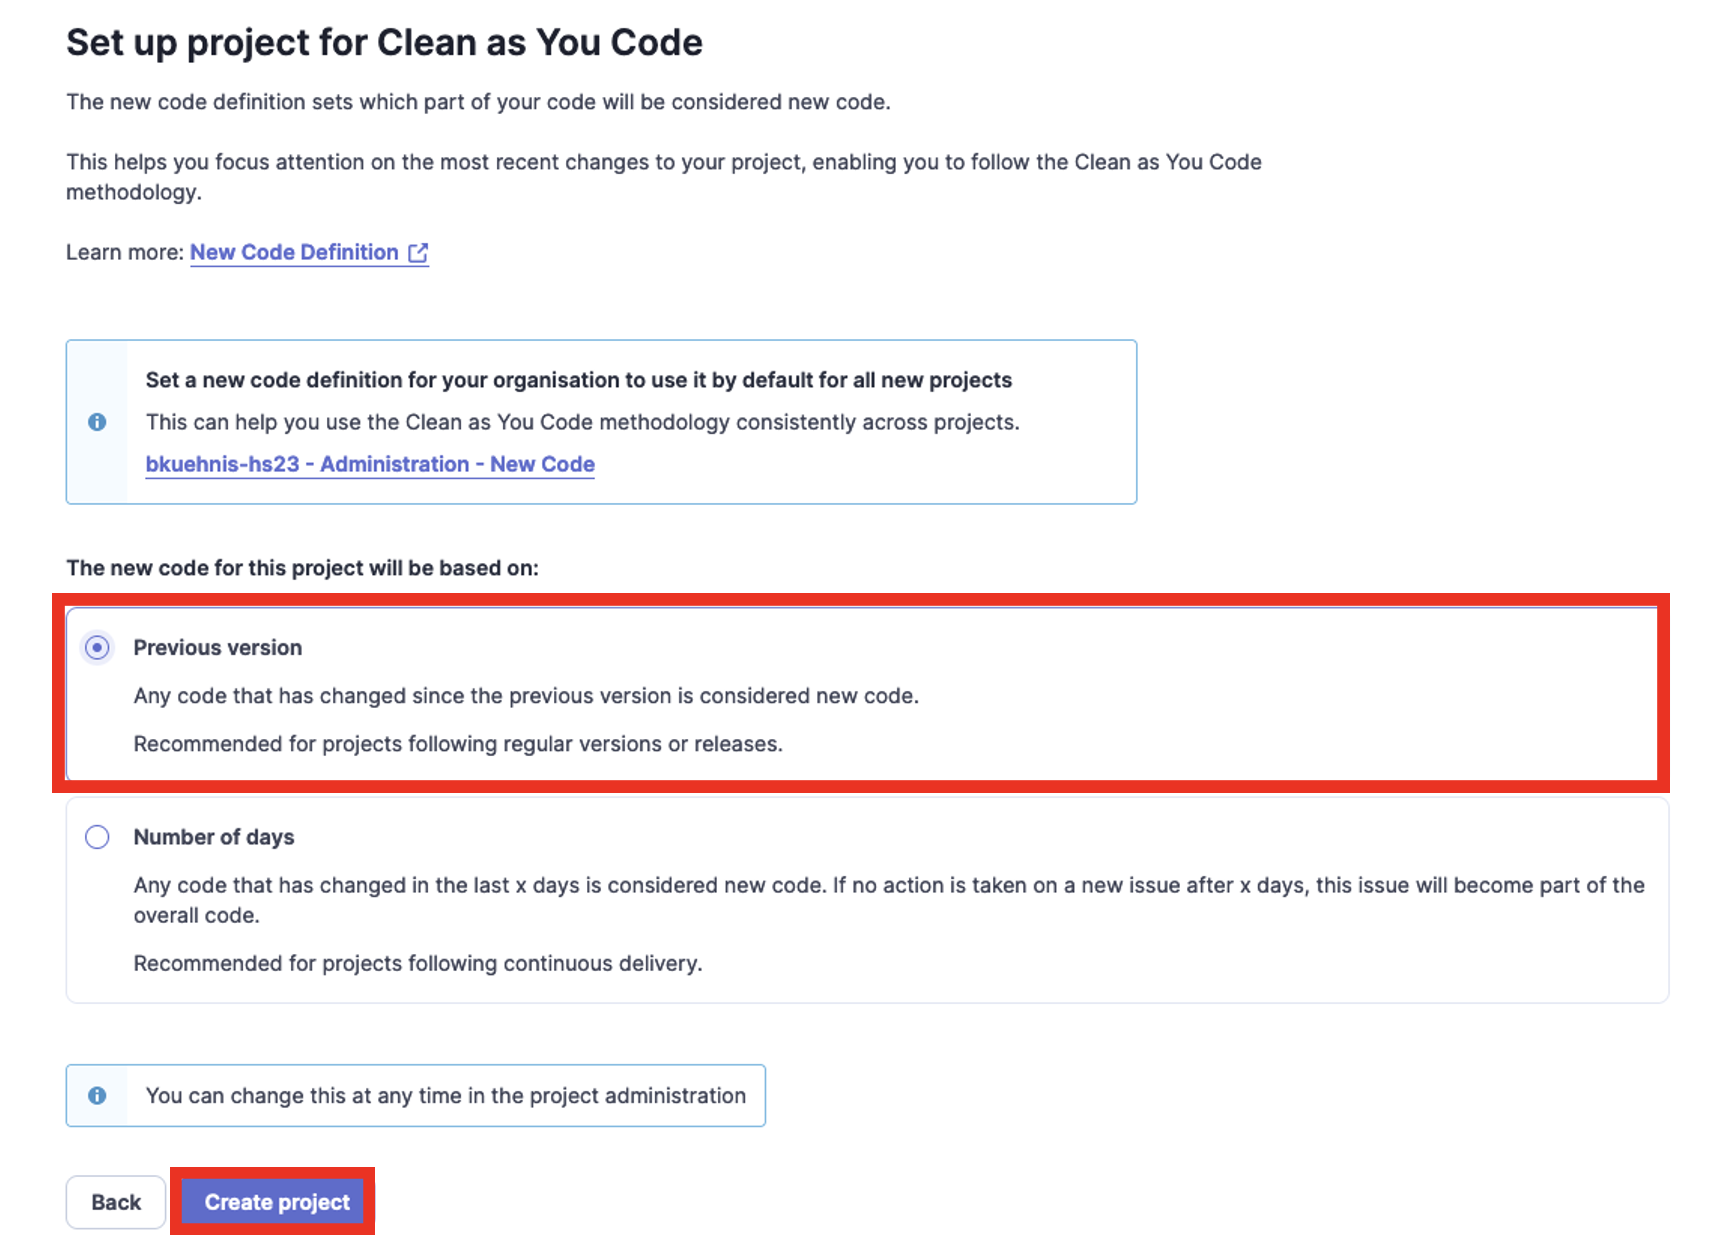 Set up project for Clean as You Code
The new code definition sets which part of your code will be considered new code.
This helps you focus attention on the most recent changes to your project, enabling you to follow the Clean as You Code
methodology.
Learn more: New Code Definition
Set a new code definition for your organisation to use it by default for all new projects
This can help you use the Clean as You Code methodology consistently across projects.
bkuehnis-hs23 - Administration - New Code
The new code for this project will be based on:
Previous version
Any code that has changed since the previous version is considered new code.
Recommended for projects following regular versions or releases.
Number of days
Any code that has changed in the last x days is considered new code. If no action is taken on a new issue after x days, this issue will become part of the
overall code.
Recommended for projects following continuous delivery.
You can change this at any time in the project administration
Back Create project